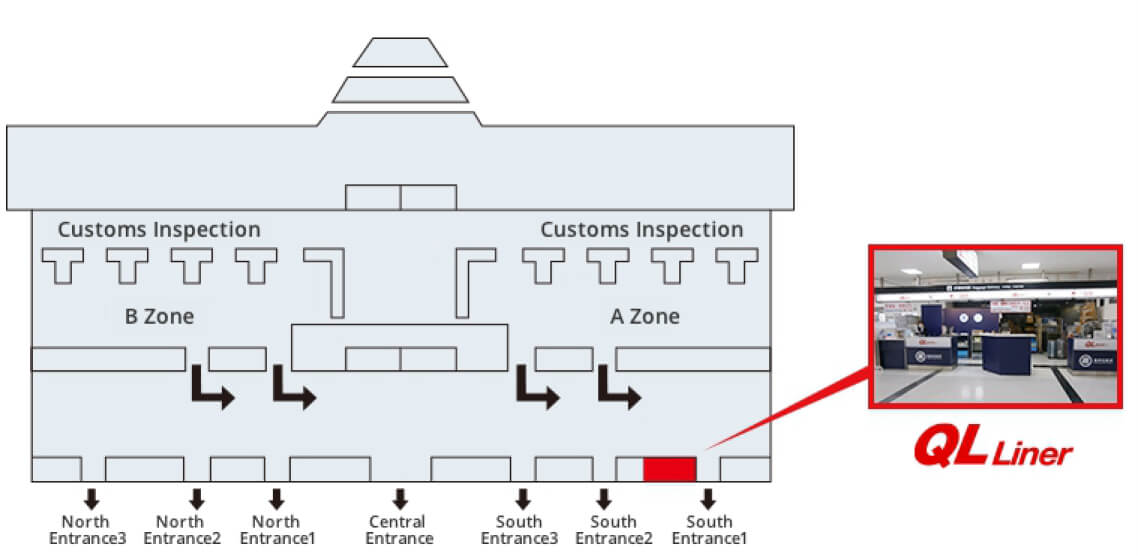 Customs Inspection
Customs Inspection
B Zone
A Zone
QL Liner
North
Entrance3
North
Entrance2
North
Entrance1
Central
Entrance
South
Entrance3
South
Entrance2
South
Entrance1